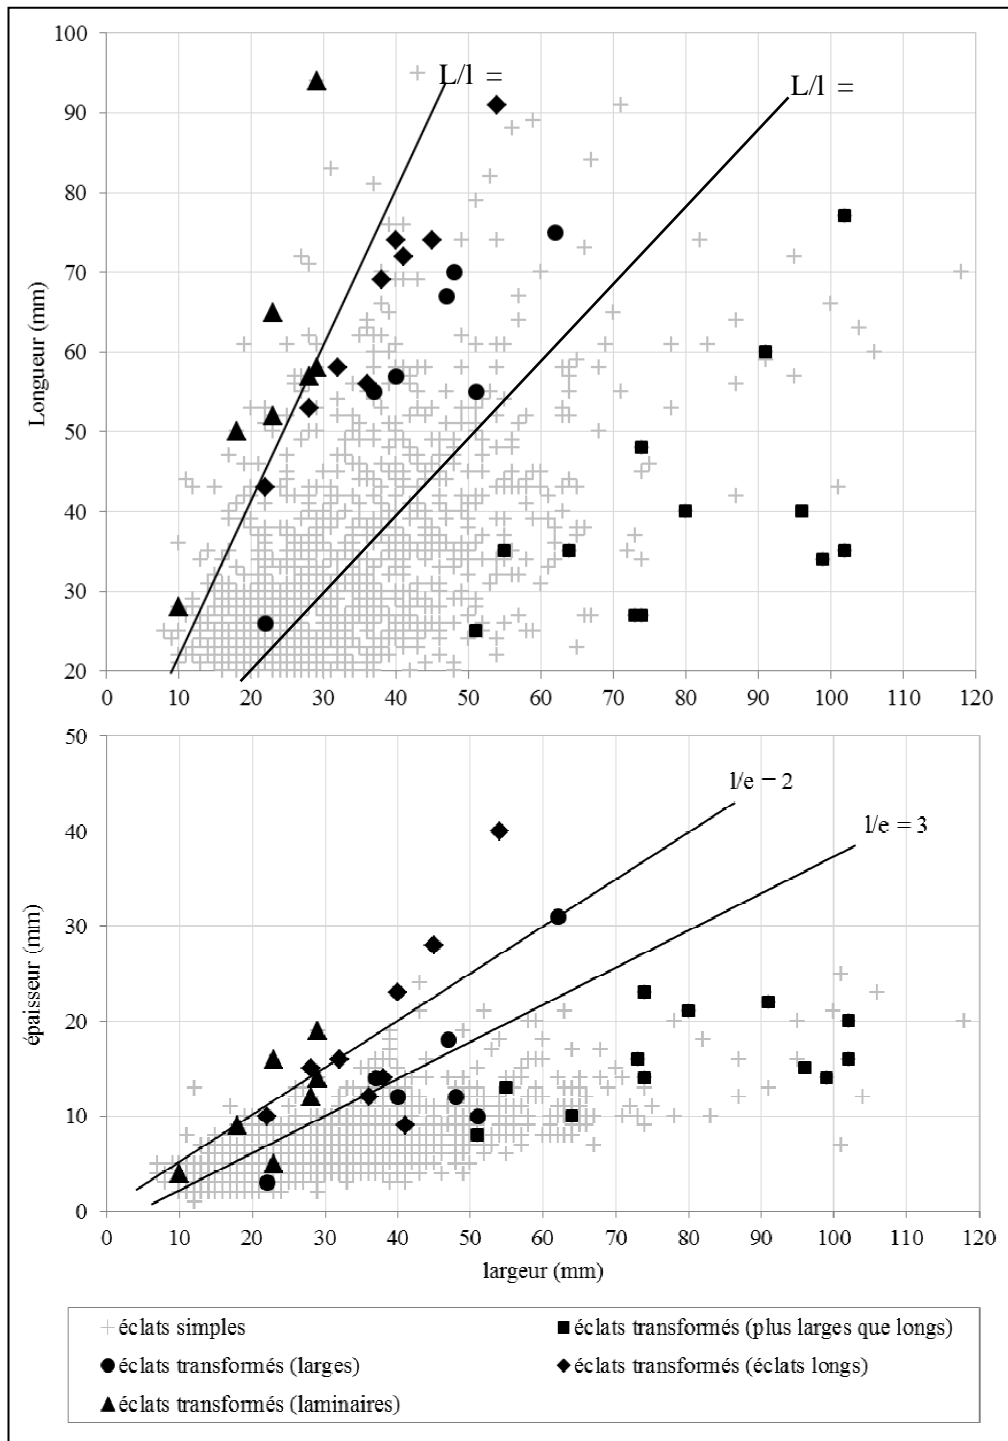 100
90
80
70
60
50
40
30
20
Longueur (mm)
L/l =
L/l =
0 10 20 30 40 50 60 70 80 90 100 110 120
50
40
30
20
10
0
épaisseur (mm)
l/e = 2
l/e = 3
0 10 20 30 40 50 60 70 80 90 100 110 120
largeur (mm)
éclats simples
éclats transformés (plus larges que longs)
éclats transformés (larges)
éclats transformés (éclats longs)
éclats transformés (laminaires)